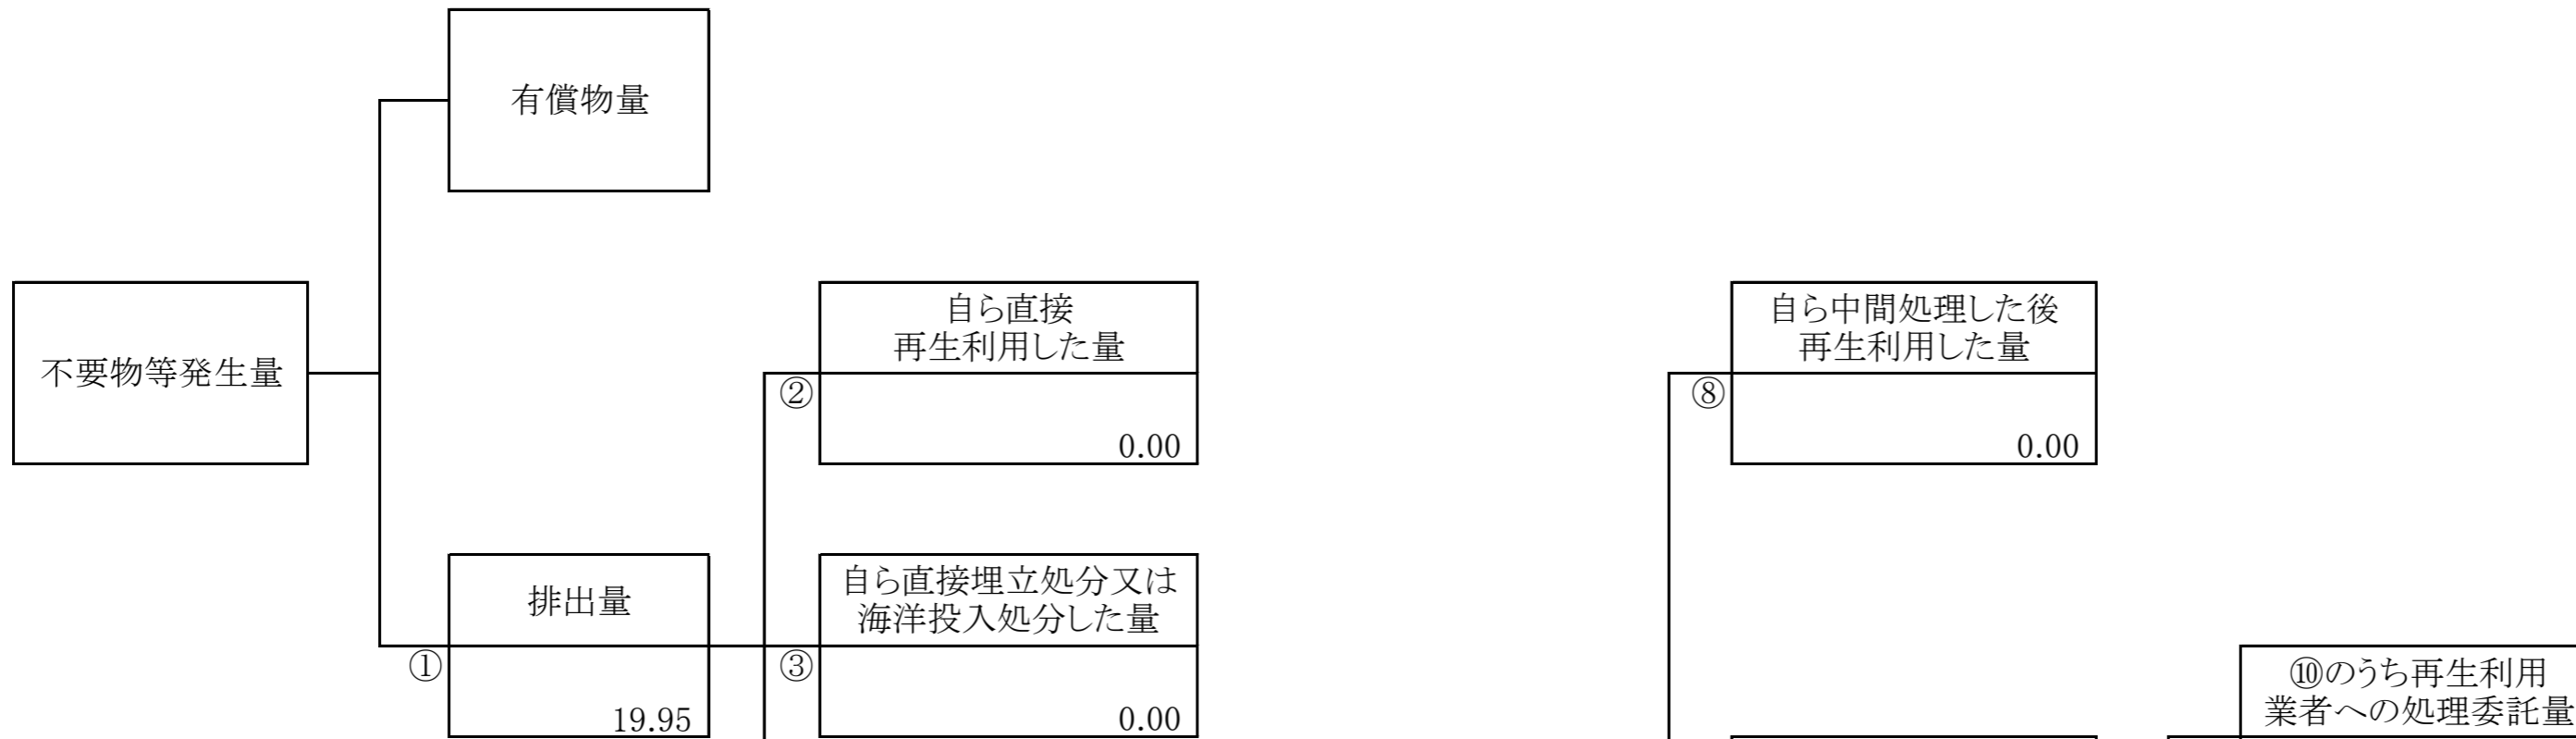 有償物量
不要物等発生量
自ら直接
再生利用した量
②
0.00
自ら中間処理した後
再生利用した量
⑧
0.00
排出量
①
19.95
自ら直接埋立処分又は
海洋投入処分した量
③
0.00
⑩のうち再生利用
業者への処理委託量